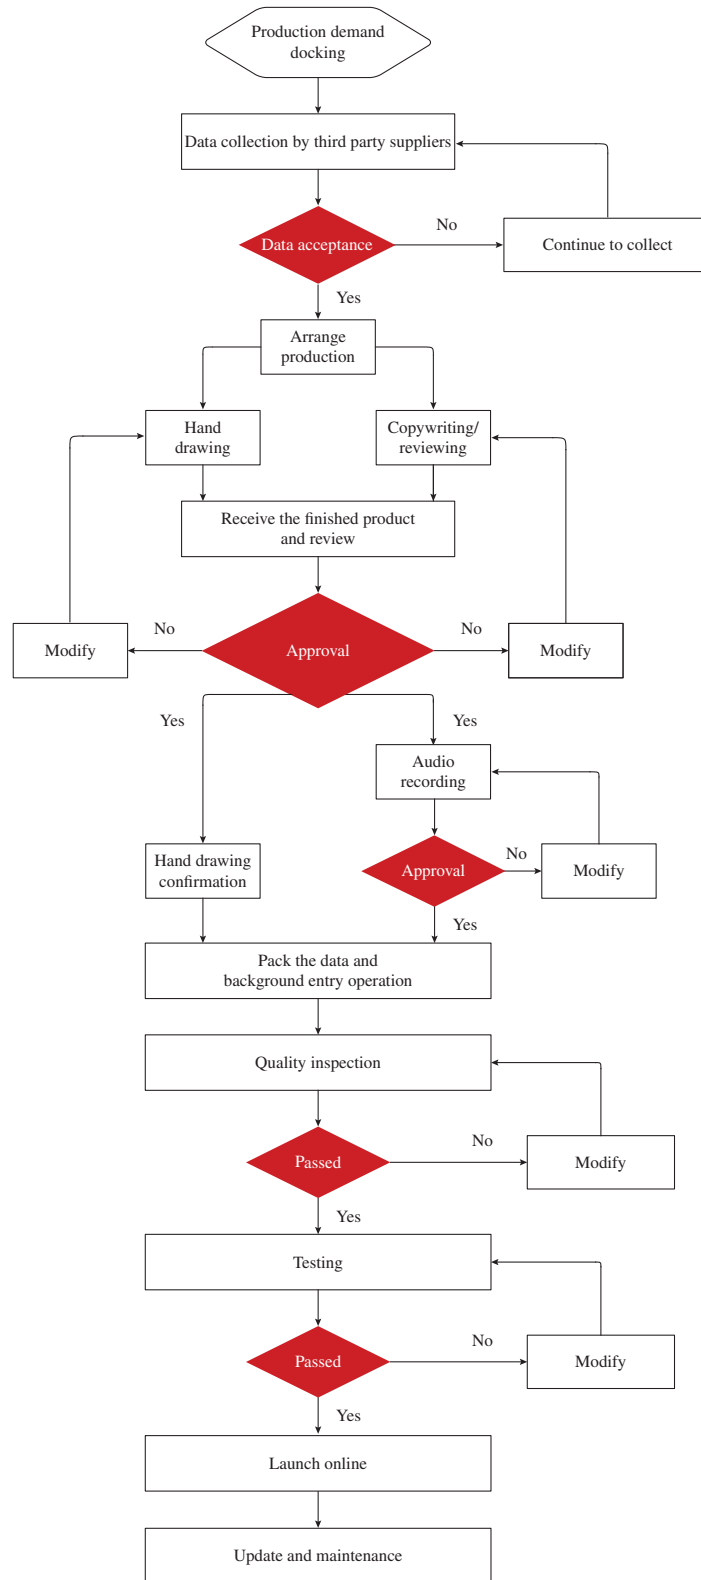 Production demand
docking
Data collection by third party suppliers
Data acceptance
No
Continue to collect
Yes
Arrange
production
Hand
drawing
Copywriting/
reviewing
Receive the finished product
and review
Modify
No
Approval
No
Modify
Yes
Yes
Audio
recording
Hand drawing
confirmation
Approval
No
Modify
Yes
Pack the data and
background entry operation
Quality inspection
Passed
No
Modify
Yes
Testing
Passed
No
Modify
Yes
Launch online
Update and maintenance